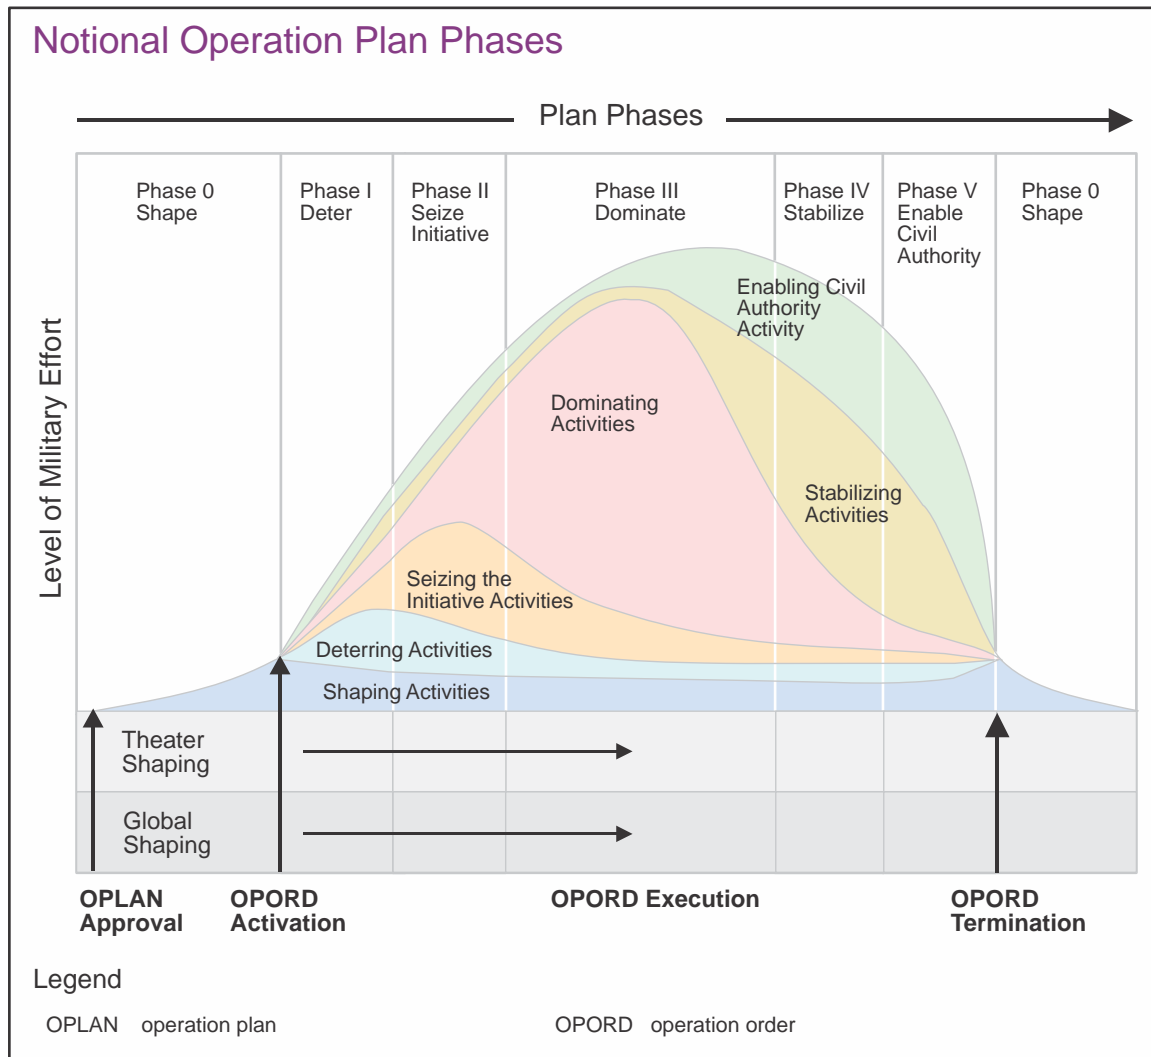 Notional Operation Plan Phases
Plan Phases
Phase 0
Shape
Phase I
Deter
Phase II
Seize
Initiative
Phase III
Dominate
Phase IV
Stabilize
Phase V
Enable
Civil
Authority
Phase 0
Shape
Level of Military Effort
Enabling Civil
Authority
Activity
Dominating
Activities
Stabilizing
Activities
Seizing the
Initiative Activities
Deterring Activities
Shaping Activities
Theater
Shaping
Global
Shaping
OPLAN
Approval
OPORD
Activation
OPORD Execution
OPORD
Termination
Legend
OPLAN operation plan
OPORD operation order